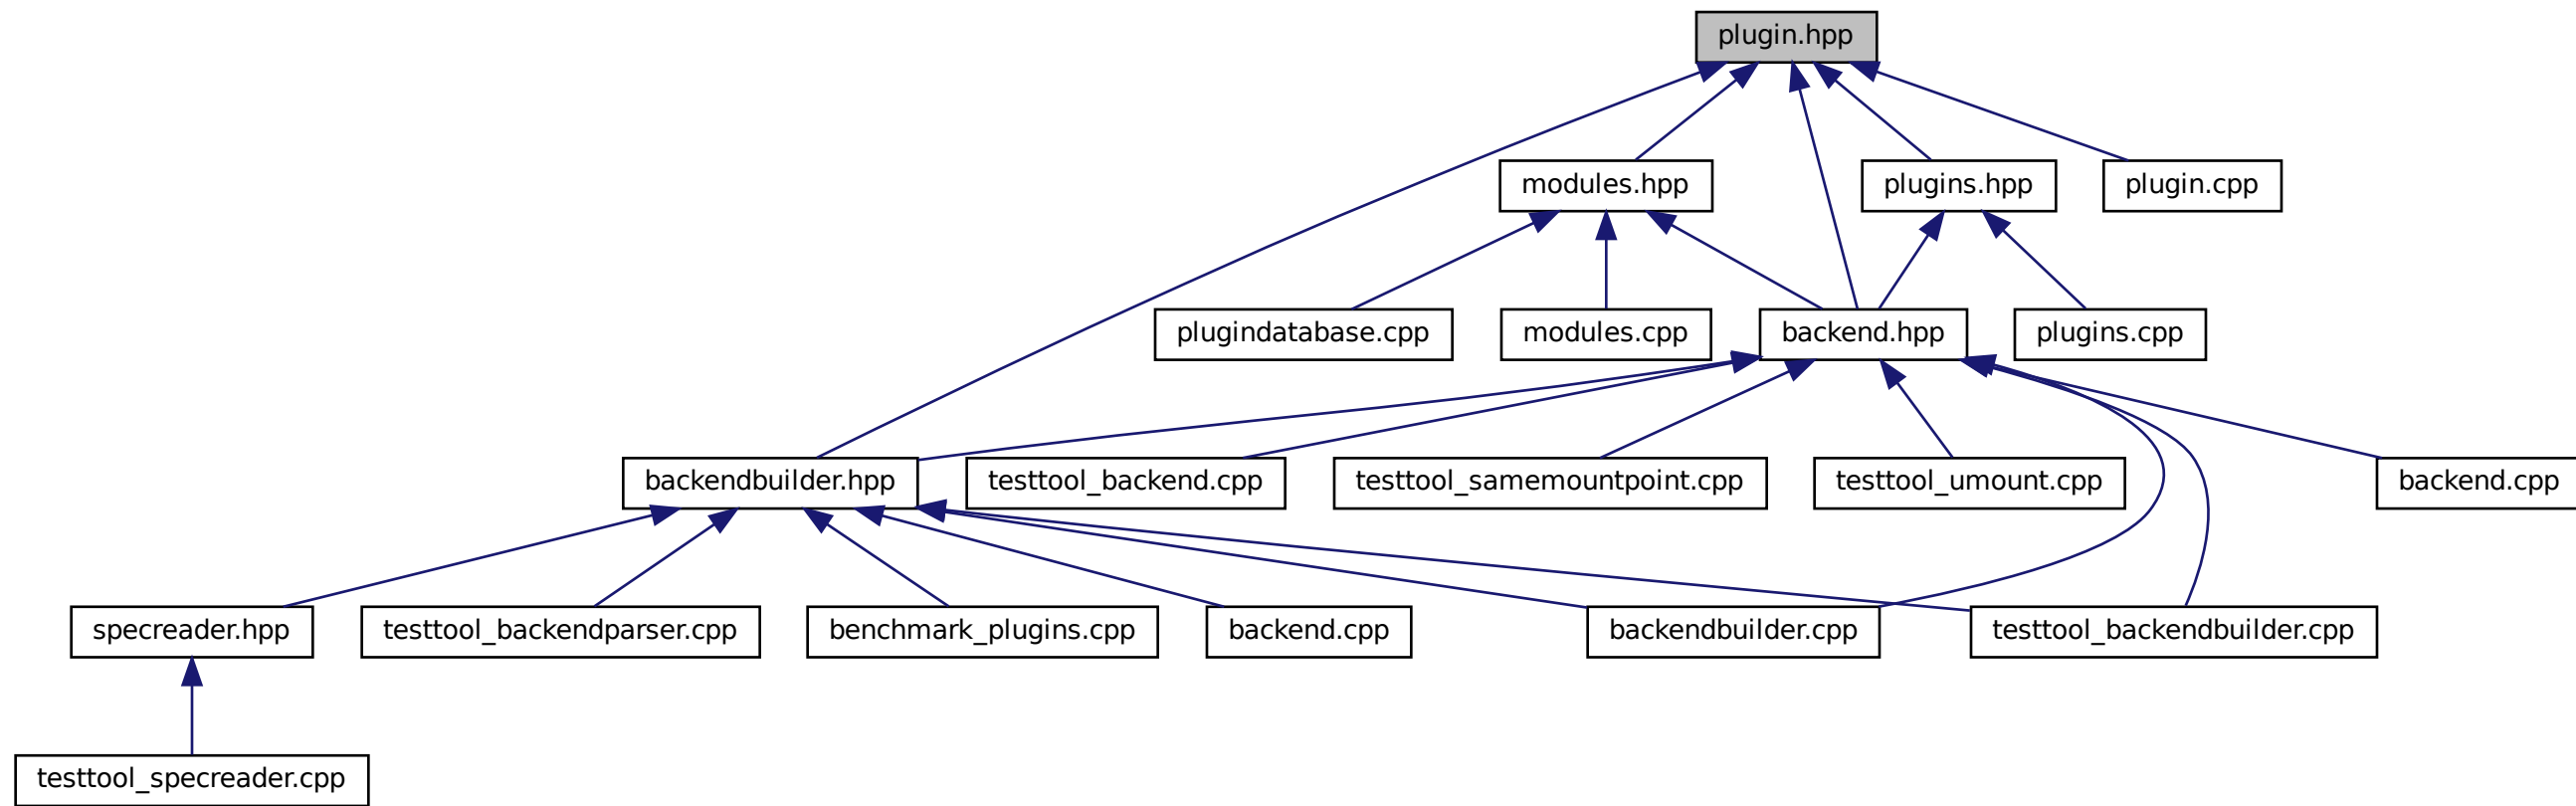 plugin.hpp
modules.hpp
plugins.hpp
plugin.cpp
plugindatabase.cpp
modules.cpp
backend.hpp
plugins.cpp
backendbuilder.hpp
testtool_backend.cpp
testtool_samemountpoint.cpp
testtool_umount.cpp
backend.cpp
specreader.hpp
testtool_backendparser.cpp
benchmark_plugins.cpp
backend.cpp
backendbuilder.cpp
testtool_backendbuilder.cpp
testtool_specreader.cpp